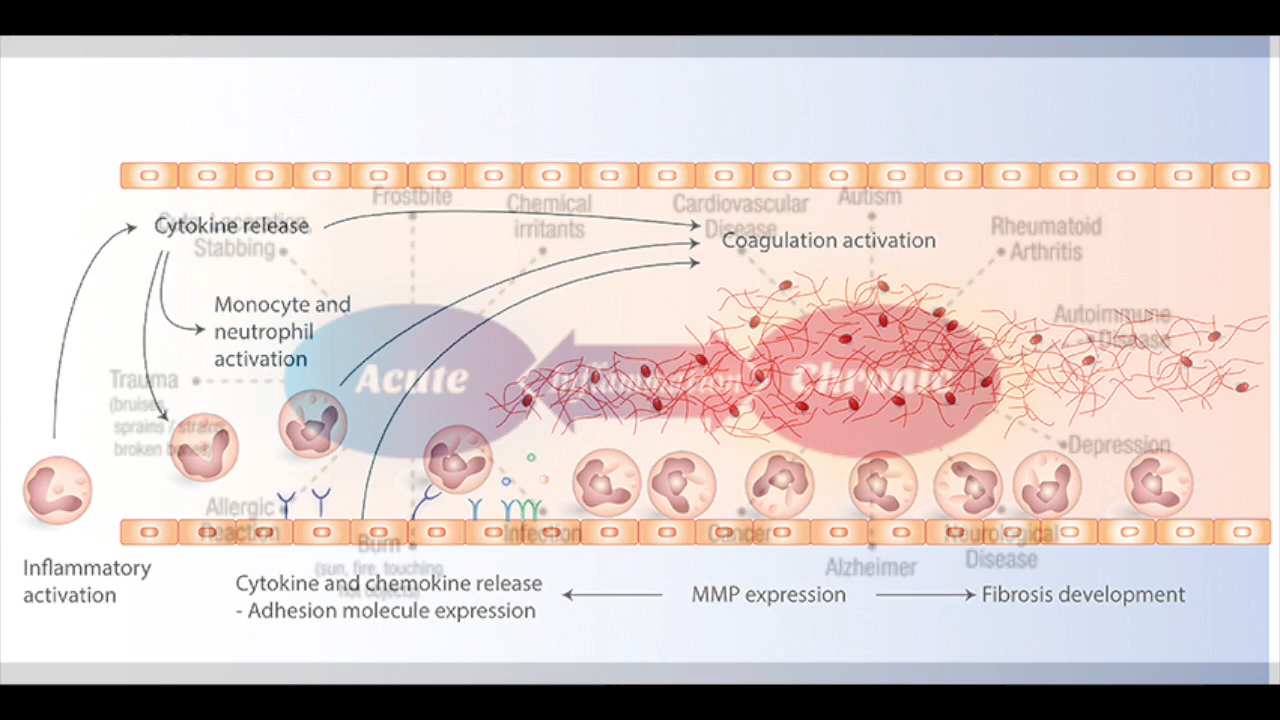 Frostbite
Chemical
irritants
Cardiovascular
Disease
Autism
Rheumatoid
Arthritis
Cytokine release
Stabbing
Coagulation activation
Monocyte and
neutrophil
activation
Autoimmune
Disease
Acute
Inflammation
Chronic
Trauma
(bruises,
sprains / strains
broken bones)
Depression
Allergic
Reaction
Infection
Cancer
Neurological
Disease
Burn
(sun, fire, touching
hot objects)
Alzheimer
Inflammatory
activation
Cytokine and chemokine release
- Adhesion molecule expression
MMP expression
Fibrosis development